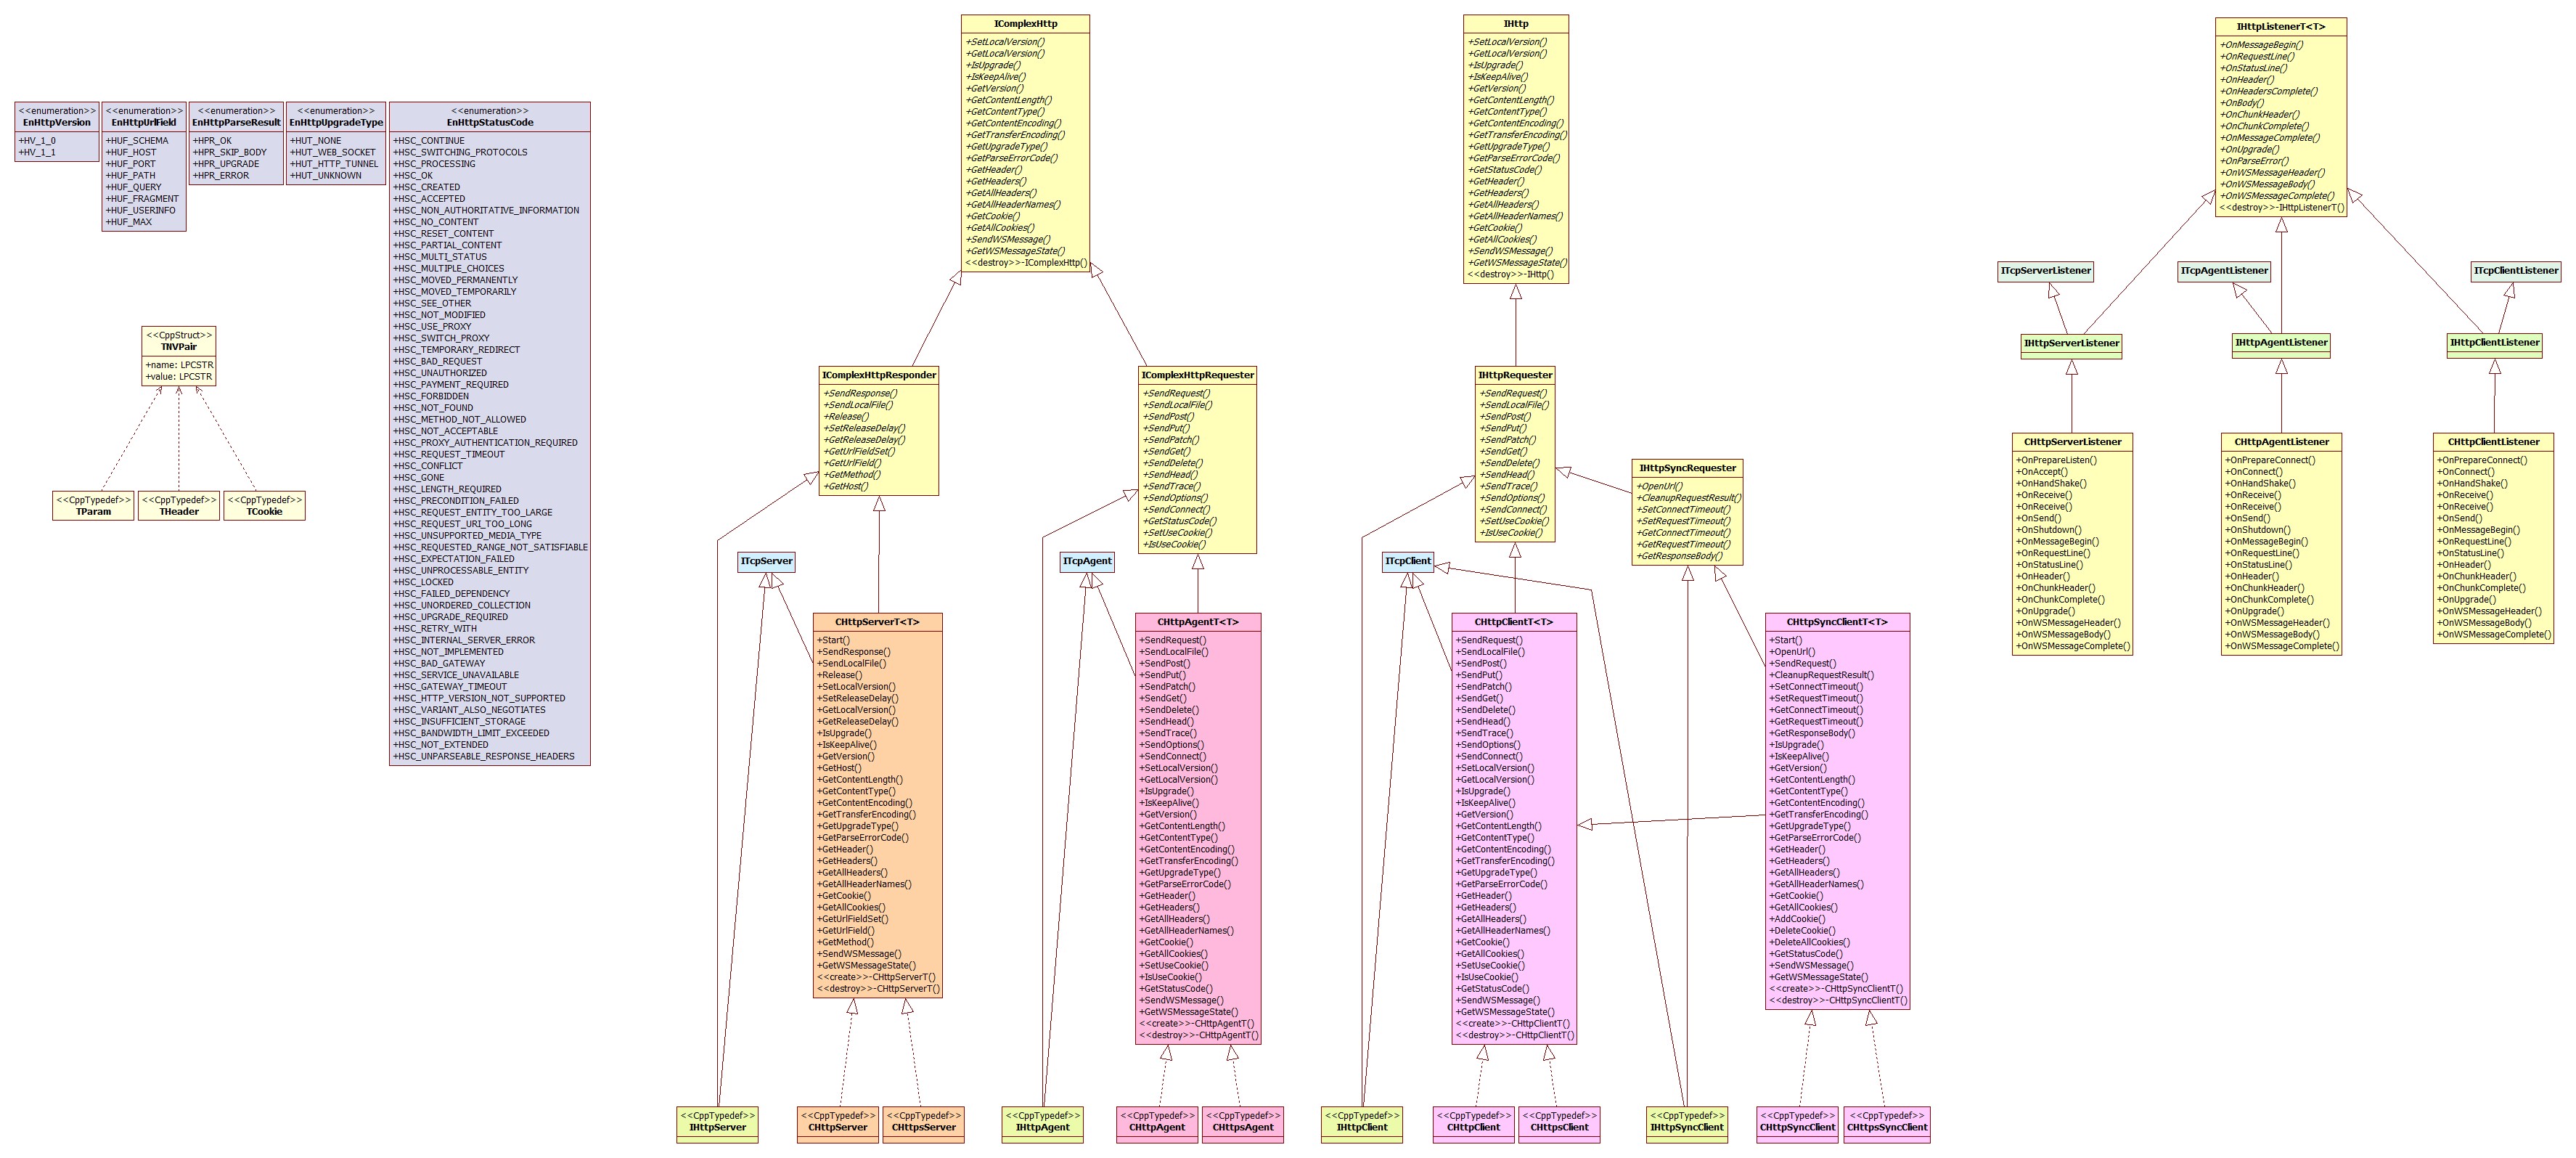 <<enumeration>>
EnHttpVersion
+HV_1_0
+HV_1_1
<<enumeration>>
EnHttpUrlField
+HUF_SCHEMA
+HUF_HOST
+HUF_PORT
+HUF_PATH
+HUF_QUERY
+HUF_FRAGMENT
+HUF_USERINFO
+HUF_MAX
<<enumeration>>
EnHttpParseResult
+HPR_OK
+HPR_SKIP_BODY
+HPR_UPGRADE
+HPR_ERROR
<<enumeration>>
EnHttpUpgradeType
+HUT_NONE
+HUT_WEB_SOCKET
+HUT_HTTP_TUNNEL
+HUT_UNKNOWN
<<enumeration>>
EnHttpStatusCode
+HSC_CONTINUE
+HSC_SWITCHING_PROTOCOLS
+HSC_PROCESSING
+HSC_OK
+HSC_CREATED
+HSC_ACCEPTED
+HSC_NON_AUTHORITATIVE_INFORMATION
+HSC_NO_CONTENT
+HSC_RESET_CONTENT
+HSC_PARTIAL_CONTENT
+HSC_MULTI_STATUS
+HSC_MULTIPLE_CHOICES
+HSC_MOVED_PERMANENTLY
+HSC_MOVED_TEMPORARILY
+HSC_SEE_OTHER
+HSC_NOT_MODIFIED
+HSC_USE_PROXY
+HSC_SWITCH_PROXY
+HSC_TEMPORARY_REDIRECT
+HSC_BAD_REQUEST
+HSC_UNAUTHORIZED
+HSC_PAYMENT_REQUIRED
+HSC_FORBIDDEN
+HSC_NOT_FOUND
+HSC_METHOD_NOT_ALLOWED
+HSC_NOT_ACCEPTABLE
+HSC_PROXY_AUTHENTICATION_REQUIRED
+HSC_REQUEST_TIMEOUT
+HSC_CONFLICT
+HSC_GONE
+HSC_LENGTH_REQUIRED
+HSC_PRECONDITION_FAILED
+HSC_REQUEST_ENTITY_TOO_LARGE
+HSC_REQUEST_URI_TOO_LONG
+HSC_UNSUPPORTED_MEDIA_TYPE
+HSC_REQUESTED_RANGE_NOT_SATISFIABLE
+HSC_EXPECTATION_FAILED
+HSC_UNPROCESSABLE_ENTITY
+HSC_LOCKED
+HSC_FAILED_DEPENDENCY
+HSC_UNORDERED_COLLECTION
+HSC_UPGRADE_REQUIRED
+HSC_RETRY_WITH
+HSC_INTERNAL_SERVER_ERROR
+HSC_NOT_IMPLEMENTED
+HSC_BAD_GATEWAY
+HSC_SERVICE_UNAVAILABLE
+HSC_GATEWAY_TIMEOUT
+HSC_HTTP_VERSION_NOT_SUPPORTED
+HSC_VARIANT_ALSO_NEGOTIATES
+HSC_INSUFFICIENT_STORAGE
+HSC_BANDWIDTH_LIMIT_EXCEEDED
+HSC_NOT_EXTENDED
+HSC_UNPARSEABLE_RESPONSE_HEADERS
<<CppStruct>>
TNVPair
+name: LPCSTR
+value: LPCSTR
<<CppTypedef>>
TParam
<<CppTypedef>>
THeader
<<CppTypedef>>
TCookie
IComplexHttp
+SetLocalVersion()
+GetLocalVersion()
+IsUpgrade()
+IsKeepAlive()
+GetVersion()
+GetContentLength()
+GetContentType()
+GetContentEncoding()
+GetTransferEncoding()
+GetUpgradeType()
+GetParseErrorCode()
+GetHeader()
+GetHeaders()
+GetAllHeaders()
+GetAllHeaderNames()
+GetCookie()
+GetAllCookies()
+SendWSMessage()
+GetWSMessageState()
<<destroy>>-IComplexHttp()
IHttp
+SetLocalVersion()
+GetLocalVersion()
+IsUpgrade()
+IsKeepAlive()
+GetVersion()
+GetContentLength()
+GetContentType()
+GetContentEncoding()
+GetTransferEncoding()
+GetUpgradeType()
+GetParseErrorCode()
+GetStatusCode()
+GetHeader()
+GetHeaders()
+GetAllHeaders()
+GetAllHeaderNames()
+GetCookie()
+GetAllCookies()
+SendWSMessage()
+GetWSMessageState()
<<destroy>>-IHttp()
IHttpListenerT<T>
+OnMessageBegin()
+OnRequestLine()
+OnStatusLine()
+OnHeader()
+OnHeadersComplete()
+OnBody()
+OnChunkHeader()
+OnChunkComplete()
+OnMessageComplete()
+OnUpgrade()
+OnParseError()
+OnWSMessageHeader()
+OnWSMessageBody()
+OnWSMessageComplete()
<<destroy>>-IHttpListenerT()
ITcpServerListener
ITcpAgentListener
ITcpClientListener
IHttpServerListener
IHttpAgentListener
IHttpClientListener
IComplexHttpResponder
+SendResponse()
+SendLocalFile()
+Release()
+SetReleaseDelay()
+GetReleaseDelay()
+GetUrlFieldSet()
+GetUrlField()
+GetMethod()
+GetHost()
IComplexHttpRequester
+SendRequest()
+SendLocalFile()
+SendPost()
+SendPut()
+SendPatch()
+SendGet()
+SendDelete()
+SendHead()
+SendTrace()
+SendOptions()
+SendConnect()
+GetStatusCode()
+SetUseCookie()
+IsUseCookie()
IHttpRequester
+SendRequest()
+SendLocalFile()
+SendPost()
+SendPut()
+SendPatch()
+SendGet()
+SendDelete()
+SendHead()
+SendTrace()
+SendOptions()
+SendConnect()
+SetUseCookie()
+IsUseCookie()
IHttpSyncRequester
+OpenUrl()
+CleanupRequestResult()
+SetConnectTimeout()
+SetRequestTimeout()
+GetConnectTimeout()
+GetRequestTimeout()
+GetResponseBody()
CHttpServerListener
+OnPrepareListen()
+OnAccept()
+OnHandShake()
+OnReceive()
+OnReceive()
+OnSend()
+OnShutdown()
+OnMessageBegin()
+OnRequestLine()
+OnStatusLine()
+OnHeader()
+OnChunkHeader()
+OnChunkComplete()
+OnUpgrade()
+OnWSMessageHeader()
+OnWSMessageBody()
+OnWSMessageComplete()
CHttpAgentListener
+OnPrepareConnect()
+OnConnect()
+OnHandShake()
+OnReceive()
+OnReceive()
+OnSend()
+OnShutdown()
+OnMessageBegin()
+OnRequestLine()
+OnStatusLine()
+OnHeader()
+OnChunkHeader()
+OnChunkComplete()
+OnUpgrade()
+OnWSMessageHeader()
+OnWSMessageBody()
+OnWSMessageComplete()
CHttpClientListener
+OnPrepareConnect()
+OnConnect()
+OnHandShake()
+OnReceive()
+OnReceive()
+OnSend()
+OnMessageBegin()
+OnRequestLine()
+OnStatusLine()
+OnHeader()
+OnChunkHeader()
+OnChunkComplete()
+OnUpgrade()
+OnWSMessageHeader()
+OnWSMessageBody()
+OnWSMessageComplete()
ITcpServer
ITcpAgent
ITcpClient
CHttpServerT<T>
+Start()
+SendResponse()
+SendLocalFile()
+Release()
+SetLocalVersion()
+SetReleaseDelay()
+GetLocalVersion()
+GetReleaseDelay()
+IsUpgrade()
+IsKeepAlive()
+GetVersion()
+GetHost()
+GetContentLength()
+GetContentType()
+GetContentEncoding()
+GetTransferEncoding()
+GetUpgradeType()
+GetParseErrorCode()
+GetHeader()
+GetHeaders()
+GetAllHeaders()
+GetAllHeaderNames()
+GetCookie()
+GetAllCookies()
+GetUrlFieldSet()
+GetUrlField()
+GetMethod()
+SendWSMessage()
+GetWSMessageState()
<<create>>-CHttpServerT()
<<destroy>>-CHttpServerT()
CHttpAgentT<T>
+SendRequest()
+SendLocalFile()
+SendPost()
+SendPut()
+SendPatch()
+SendGet()
+SendDelete()
+SendHead()
+SendTrace()
+SendOptions()
+SendConnect()
+SetLocalVersion()
+GetLocalVersion()
+IsUpgrade()
+IsKeepAlive()
+GetVersion()
+GetContentLength()
+GetContentType()
+GetContentEncoding()
+GetTransferEncoding()
+GetUpgradeType()
+GetParseErrorCode()
+GetHeader()
+GetHeaders()
+GetAllHeaders()
+GetAllHeaderNames()
+GetCookie()
+GetAllCookies()
+SetUseCookie()
+IsUseCookie()
+GetStatusCode()
+SendWSMessage()
+GetWSMessageState()
<<create>>-CHttpAgentT()
<<destroy>>-CHttpAgentT()
CHttpClientT<T>
+SendRequest()
+SendLocalFile()
+SendPost()
+SendPut()
+SendPatch()
+SendGet()
+SendDelete()
+SendHead()
+SendTrace()
+SendOptions()
+SendConnect()
+SetLocalVersion()
+GetLocalVersion()
+IsUpgrade()
+IsKeepAlive()
+GetVersion()
+GetContentLength()
+GetContentType()
+GetContentEncoding()
+GetTransferEncoding()
+GetUpgradeType()
+GetParseErrorCode()
+GetHeader()
+GetHeaders()
+GetAllHeaders()
+GetAllHeaderNames()
+GetCookie()
+GetAllCookies()
+SetUseCookie()
+IsUseCookie()
+GetStatusCode()
+SendWSMessage()
+GetWSMessageState()
<<create>>-CHttpClientT()
<<destroy>>-CHttpClientT()
CHttpSyncClientT<T>
+Start()
+OpenUrl()
+SendRequest()
+CleanupRequestResult()
+SetConnectTimeout()
+SetRequestTimeout()
+GetConnectTimeout()
+GetRequestTimeout()
+GetResponseBody()
+IsUpgrade()
+IsKeepAlive()
+GetVersion()
+GetContentLength()
+GetContentType()
+GetContentEncoding()
+GetTransferEncoding()
+GetUpgradeType()
+GetParseErrorCode()
+GetHeader()
+GetHeaders()
+GetAllHeaders()
+GetAllHeaderNames()
+GetCookie()
+GetAllCookies()
+AddCookie()
+DeleteCookie()
+DeleteAllCookies()
+GetStatusCode()
+SendWSMessage()
+GetWSMessageState()
<<create>>-CHttpSyncClientT()
<<destroy>>-CHttpSyncClientT()
<<CppTypedef>>
IHttpServer
<<CppTypedef>>
CHttpServer
<<CppTypedef>>
CHttpsServer
<<CppTypedef>>
IHttpAgent
<<CppTypedef>>
CHttpAgent
<<CppTypedef>>
CHttpsAgent
<<CppTypedef>>
IHttpClient
<<CppTypedef>>
CHttpClient
<<CppTypedef>>
CHttpsClient
<<CppTypedef>>
IHttpSyncClient
<<CppTypedef>>
CHttpSyncClient
<<CppTypedef>>
CHttpsSyncClient